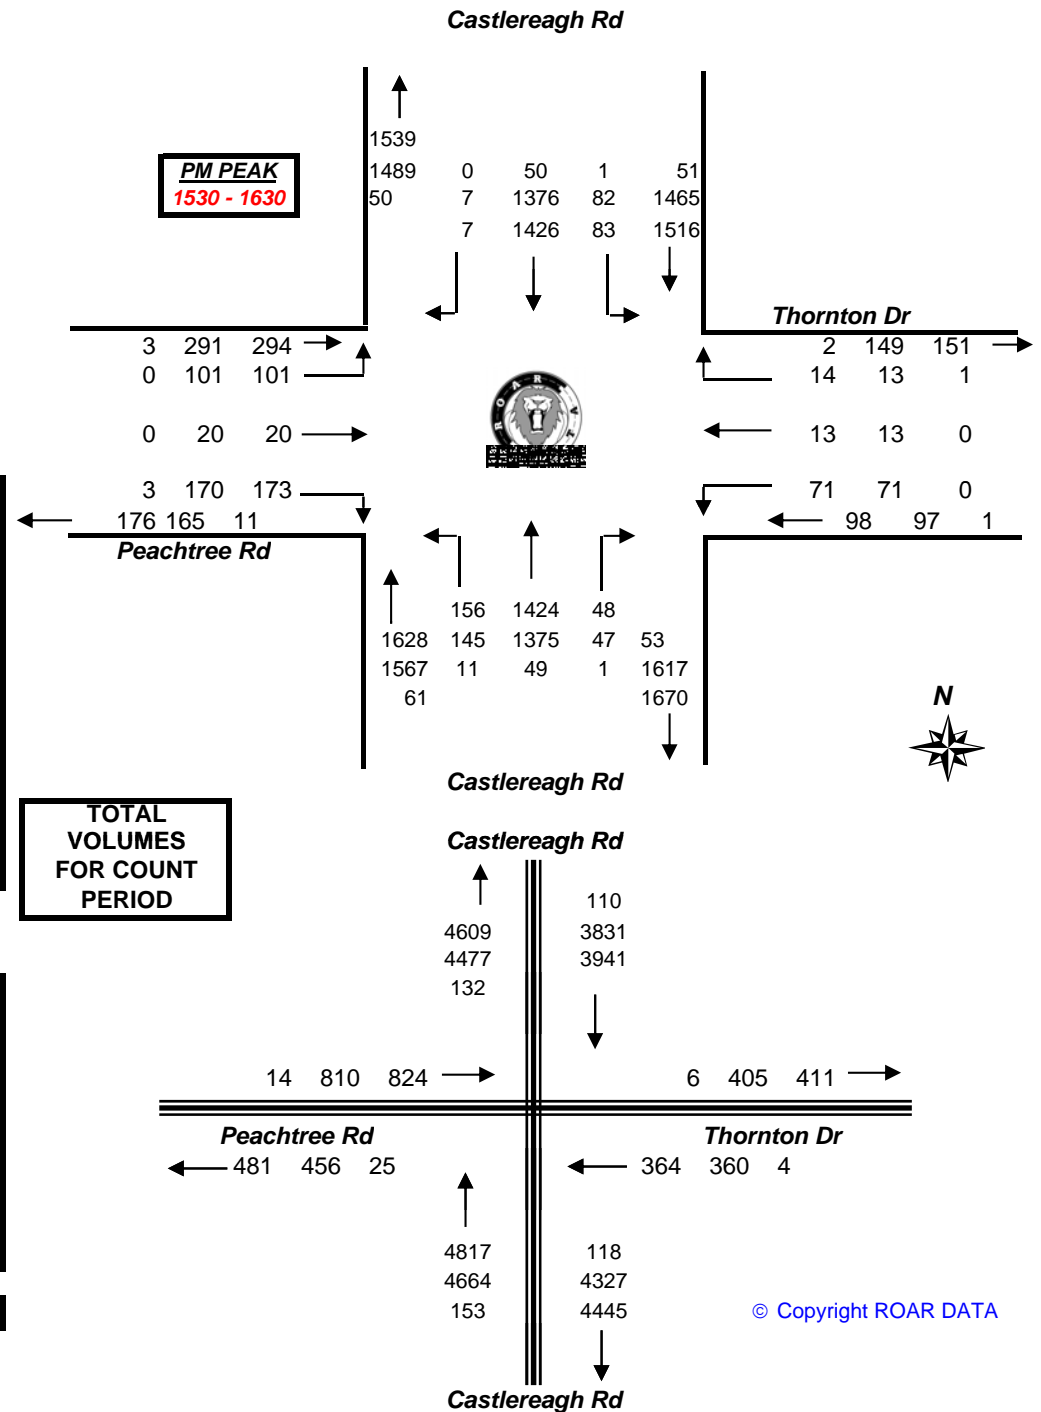 Castlereagh Rd
1539
PM PEAK
1489 0 50 1 51
1530 - 1630
50 7 1376 82 1465
7 1426 83 1516
Thornton Dr
3 291 294
2 149 151
0 101 101
14 13 1
ROAR
0 20 20
13 13 0
3 170 173
71 71 0
176 165 11
98 97 1
Peachtree Rd
156 1424 48
1628 145 1375 47 53
1567 11 49 1 1617
61
1670
N
Castlereagh Rd
TOTAL
VOLUMES
FOR COUNT
PERIOD
Castlereagh Rd
110
4609 3831
4477 3941
132
14 810 824
6 405 411
Peachtree Rd
Thornton Dr
481 456 25
364 360 4
4817 118
4664 4327
153 4445
© Copyright ROAR DATA
Castlereagh Rd